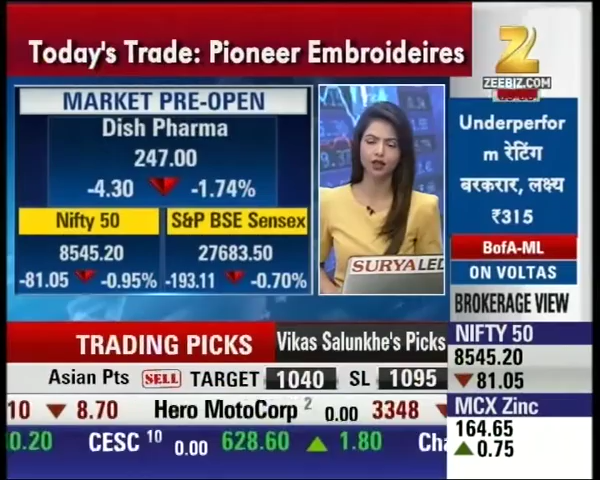 Today's Trade: Pioneer Embroideires
ZEEBIZ.COM
MARKET PRE-OPEN
Dish Pharma
247.00
-4.30 -1.74%
Nifty 50
8545.20
-81.05 -0.95%
S&P BSE Sensex
27683.50
-193.11 -0.70%
SURYA LED
Underperfor
m रेटिंग
बरकरार, लक्ष्य
₹315
BofA-ML
ON VOLTAS
BROKERAGE VIEW
TRADING PICKS
Vikas Salunkhe's Picks
NIFTY 50
8545.20
81.05
Asian Pts SELL TARGET 1040 SL 1095
10 8.70 Hero MotoCorp 2 0.00 3348
MCX Zinc
164.65
0.75
0.20 CESC 10 0.00 628.60 1.80 Cha